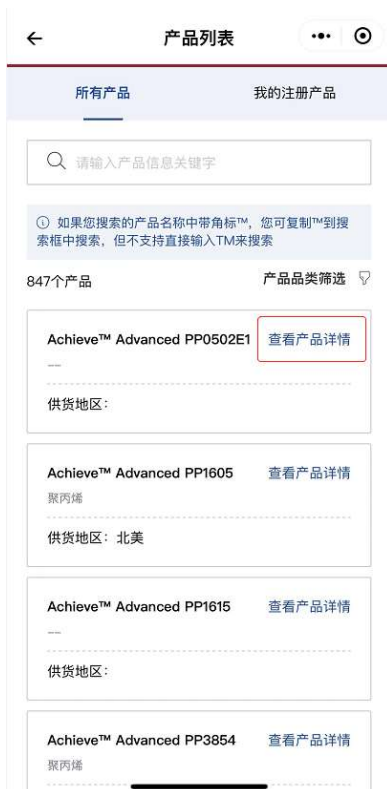 产品列表
所有产品 我的注册产品
请输入产品信息关键字
如果您搜索的产品名称中带角标™，您可复制™到搜
索框中搜索，但不支持直接输入TM来搜索
847个产品 产品品类筛选
Achieve™ Advanced PP0502E1 查看产品详情
--
供货地区：
Achieve™ Advanced PP1605 查看产品详情
聚丙烯
供货地区：北美
Achieve™ Advanced PP1615 查看产品详情
--
供货地区：
Achieve™ Advanced PP3854 查看产品详情
聚丙烯